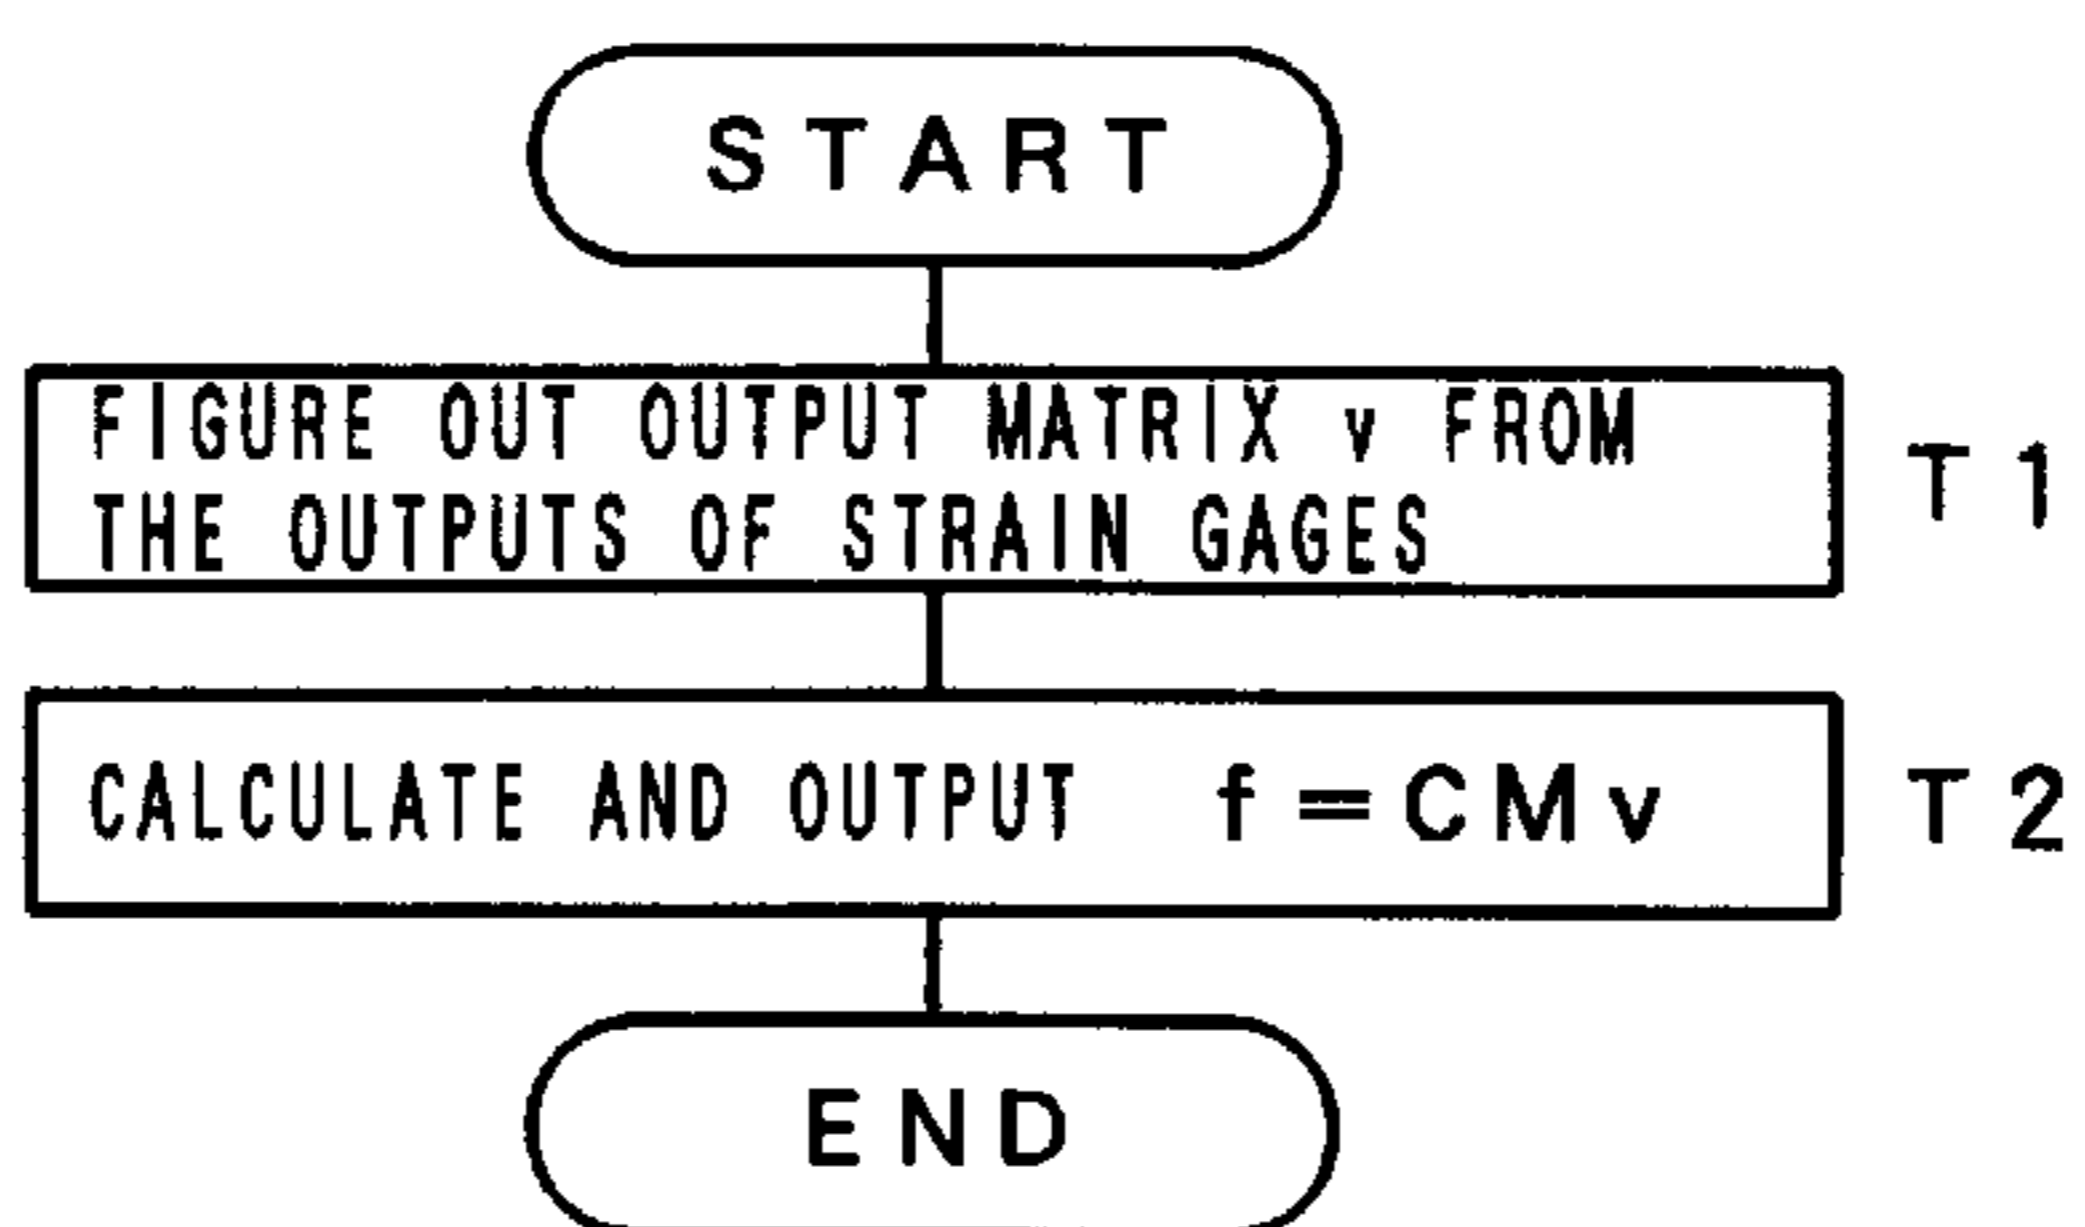 START
FIGURE OUT OUTPUT MATRIX v FROM
THE OUTPUTS OF STRAIN GAGES
T1
CALCULATE AND OUTPUT f=CMv
T2
END